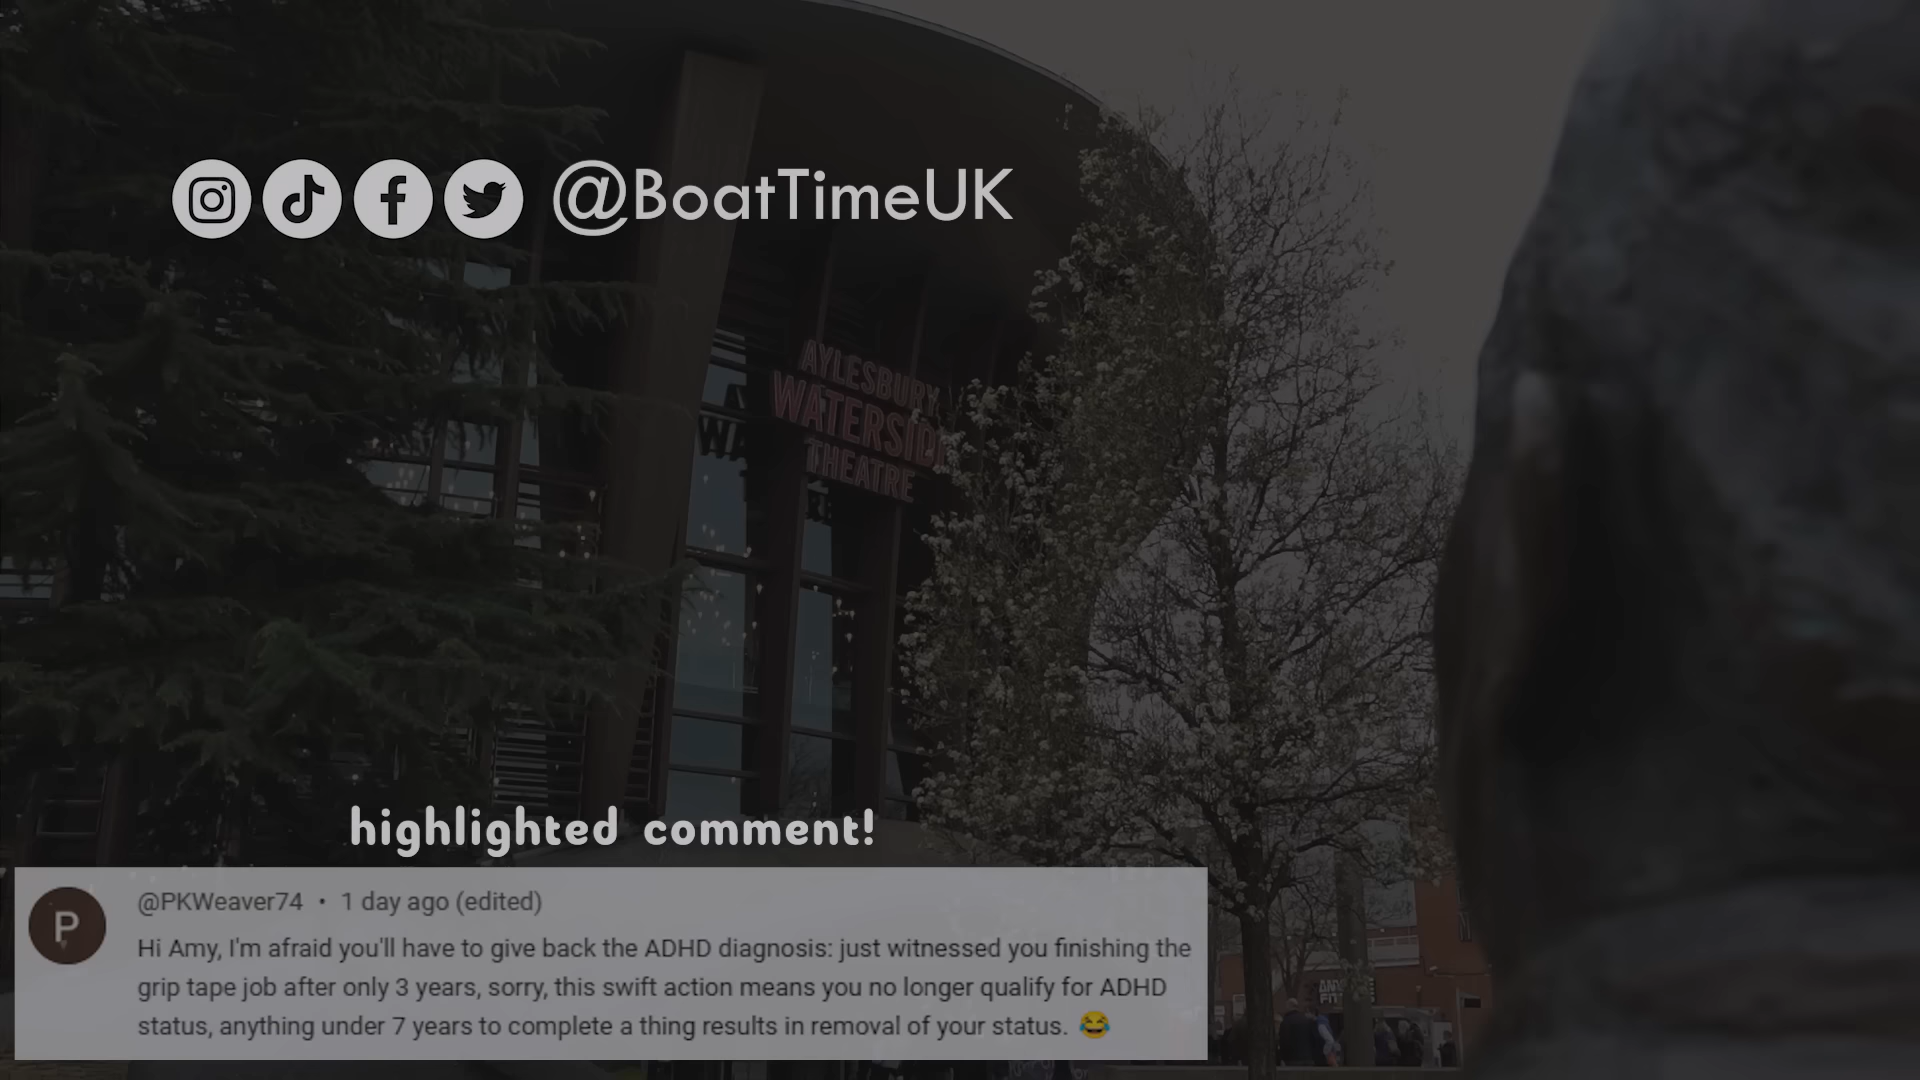 @BoatTimeUK
AYLESBURY
WATERSIDE
THEATRE
highlighted comment!
P
@PKWeaver74 • 1 day ago (edited)
Hi Amy, I'm afraid you'll have to give back the ADHD diagnosis: just witnessed you finishing the
grip tape job after only 3 years, sorry, this swift action means you no longer qualify for ADHD
status, anything under 7 years to complete a thing results in removal of your status. 😂